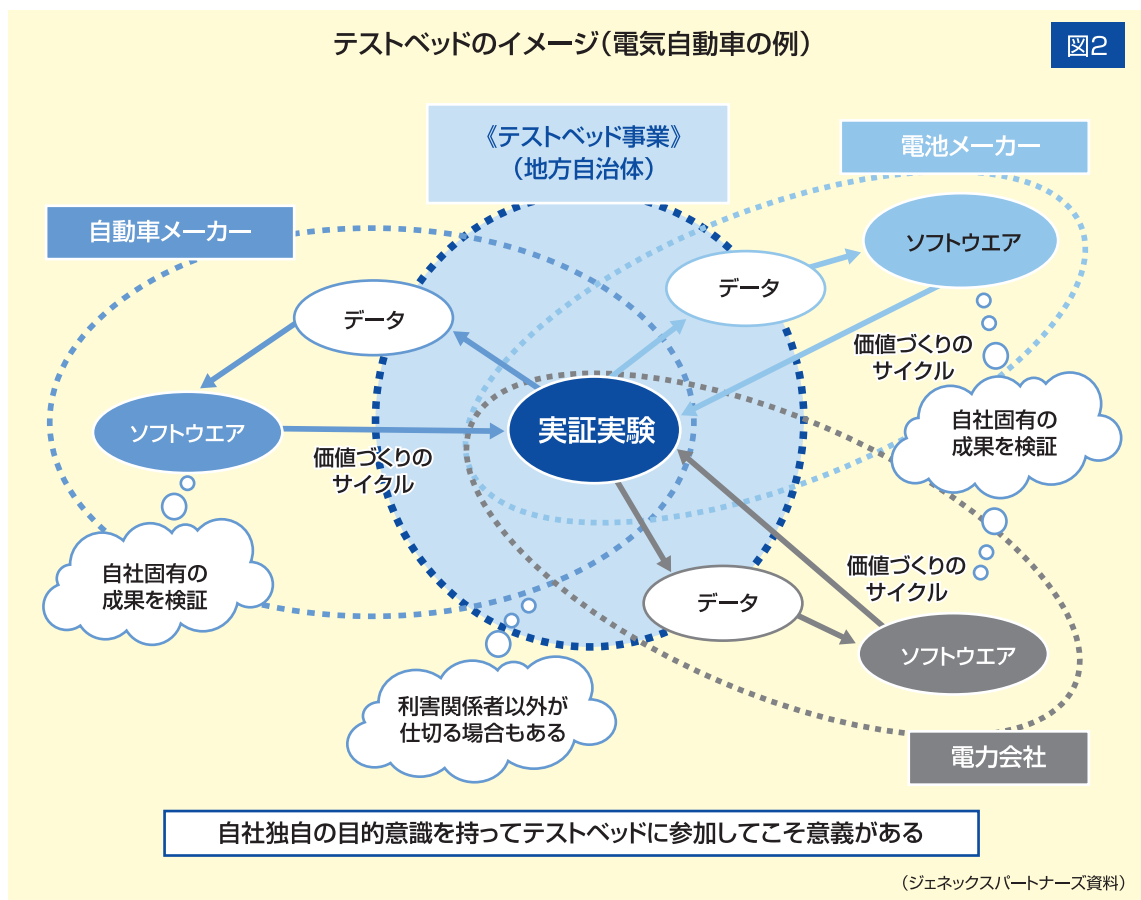 テストベッドのイメージ（電気自動車の例）
図2
《テストベッド事業》
（地方自治体）
電池メーカー
自動車メーカー
ソフトウエア
データ
データ
価値づくりの
サイクル
実証実験
ソフトウエア
自社固有の
成果を検証
価値づくりの
サイクル
自社固有の
成果を検証
価値づくりの
サイクル
データ
ソフトウエア
利害関係者以外が
仕切る場合もある
電力会社
自社独自の目的意識を持ってテストベッドに参加してこそ意義がある
（ジェネックスパートナーズ資料）